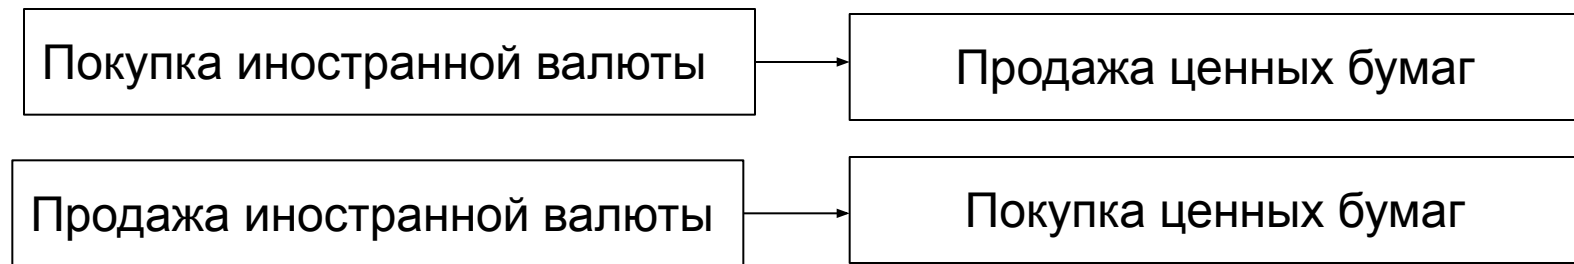 Покупка иностранной валюты
Продажа ценных бумаг
Продажа иностранной валюты
Покупка ценных бумаг